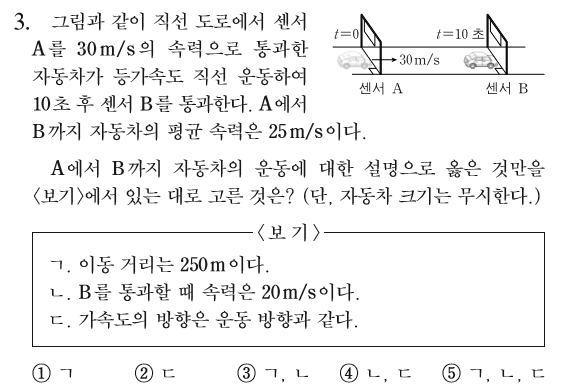 3. 그림과 같이 직선 도로에서 센서
A를 30 m/s의 속력으로 통과한
자동차가 등가속도 직선 운동하여
10초 후 센서 B를 통과한다. A에서
B까지 자동차의 평균 속력은 25 m/s이다.
t=0
t=10 초
30 m/s
센서 A
센서 B
A에서 B까지 자동차의 운동에 대한 설명으로 옳은 것만을
<보기>에서 있는 대로 고른 것은? (단, 자동차 크기는 무시한다.)
<보 기>
ㄱ. 이동 거리는 250 m이다.
ㄴ. B를 통과할 때 속력은 20 m/s이다.
ㄷ. 가속도의 방향은 운동 방향과 같다.
① ㄱ ② ㄷ ③ ㄱ, ㄴ ④ ㄴ, ㄷ ⑤ ㄱ, ㄴ, ㄷ